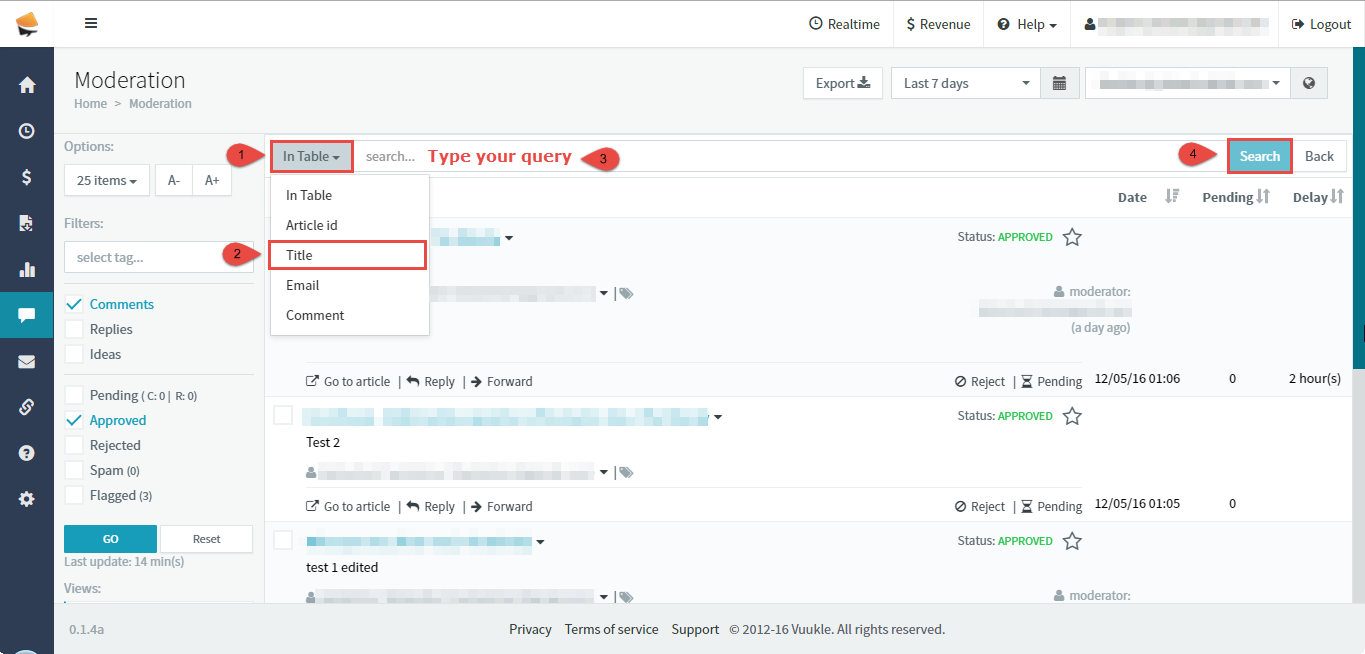 Realtime
$ Revenue
Help
Logout
Moderation
Home > Moderation
Export
Last 7 days
Options:
25 items
A-
A+
Filters:
select tag...
Comments
Replies
Ideas
Pending ( C: 0 | R: 0)
Approved
Rejected
Spam (0)
Flagged (3)
GO
Reset
Last update: 14 min(s)
Views:
1
In Table
search...
Type your query
3
4
Search
Back
In Table
Article id
2
Title
Email
Comment
Date
Pending
Delay
Status: APPROVED
moderator:
(a day ago)
Go to article | Reply | Forward
Reject | Pending
12/05/16 01:06
0
2 hour(s)
Status: APPROVED
Test 2
Go to article | Reply | Forward
Reject | Pending
12/05/16 01:05
0
Status: APPROVED
test 1 edited
moderator:
0.1.4a
Privacy Terms of service Support © 2012-16 Vuukle. All rights reserved.